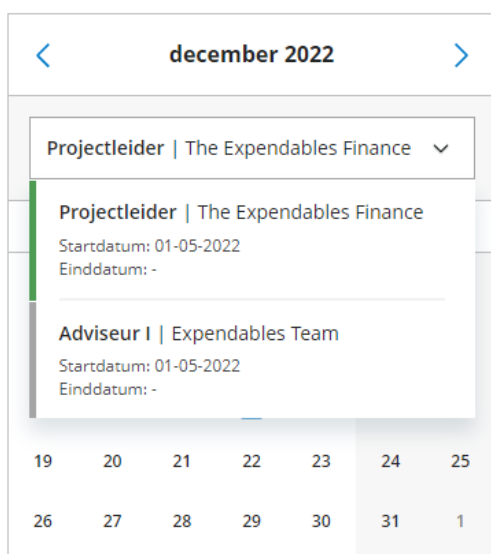 december 2022
Projectleider | The Expendables Finance
Projectleider | The Expendables Finance
Startdatum: 01-05-2022
Einddatum: -
Adviseur I | Expendables Team
Startdatum: 01-05-2022
Einddatum: -
19 20 21 22 23 24 25
26 27 28 29 30 31 1